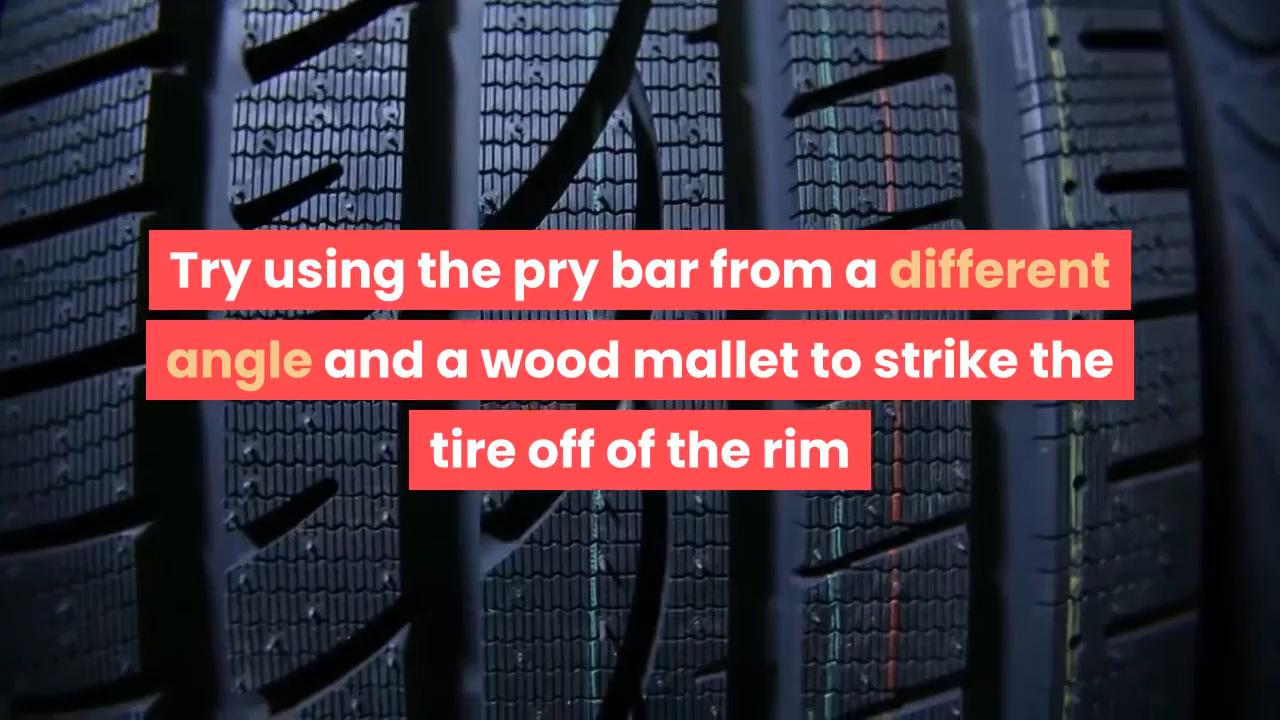 Try using the pry bar from a different
angle and a wood mallet to strike the
tire off of the rim